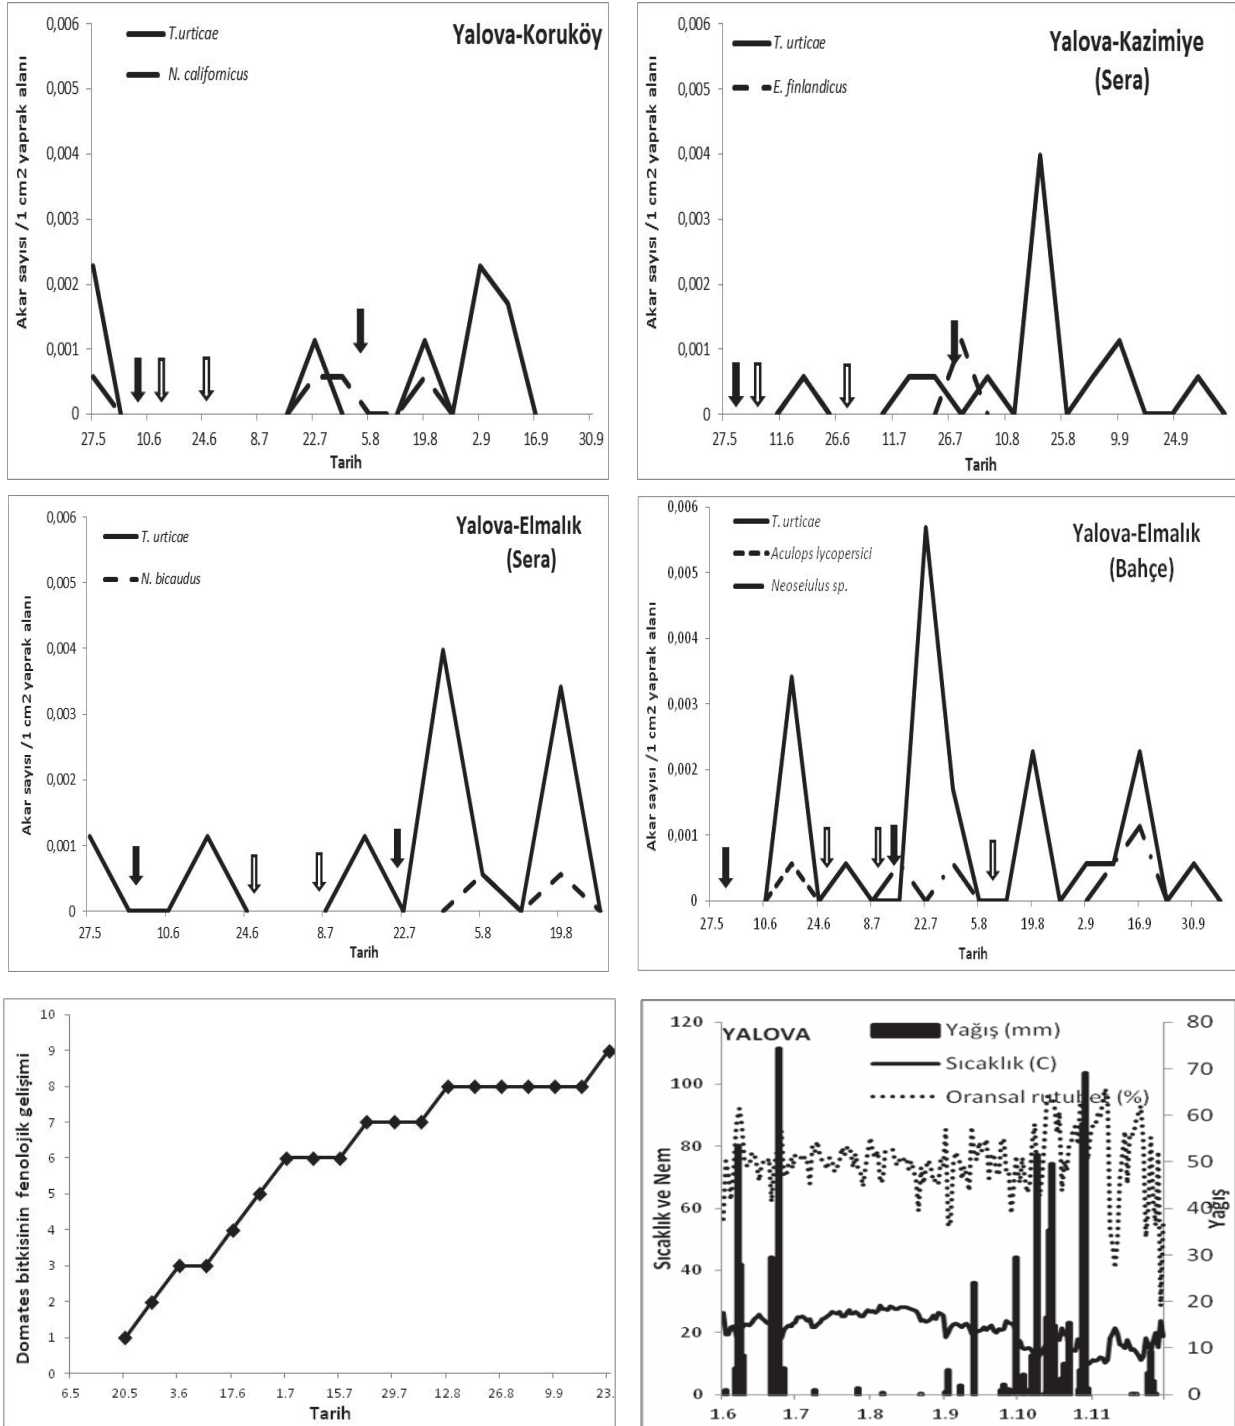 Yalova-Koruköy
T.urticae
N. californicus
Akar sayısı /1 cm2 yaprak alanı
0,006
0,005
0,004
0,003
0,002
0,001
0
27.5 10.6 24.6 8.7 22.7 5.8 19.8 2.9 16.9 30.9
Tarih
Yalova-Kazimiye
(Sera)
T. urticae
E. finlandicus
Akar sayısı /1 cm2 yaprak alanı
0,006
0,005
0,004
0,003
0,002
0,001
0
27.5 11.6 26.6 11.7 26.7 10.8 25.8 9.9 24.9
Tarih
Yalova-Elmalık
(Sera)
T. urticae
N. bicaudus
Akar sayısı /1 cm2 yaprak alanı
0,006
0,005
0,004
0,003
0,002
0,001
0
27.5 10.6 24.6 8.7 22.7 5.8 19.8
Tarih
Yalova-Elmalık
(Bahçe)
T. urticae
Aculops lycopersici
Neoseiulus sp.
Akar sayısı /1 cm2 yaprak alanı
0,006
0,005
0,004
0,003
0,002
0,001
0
27.5 10.6 24.6 8.7 22.7 5.8 19.8 2.9 16.9 30.9
Tarih
Domates bitkisinin fenolojik gelişimi
10
9
8
7
6
5
4
3
2
1
0
6.5 20.5 3.6 17.6 1.7 15.7 29.7 12.8 26.8 9.9 23.
Tarih
YALOVA
Yağış (mm)
Sıcaklık (C)
Oransal rutubet (%)
Sıcaklık ve Nem
120
100
80
60
40
20
0
Yağış
80
70
60
50
40
30
20
10
0
1.6 1.7 1.8 1.9 1.10 1.11